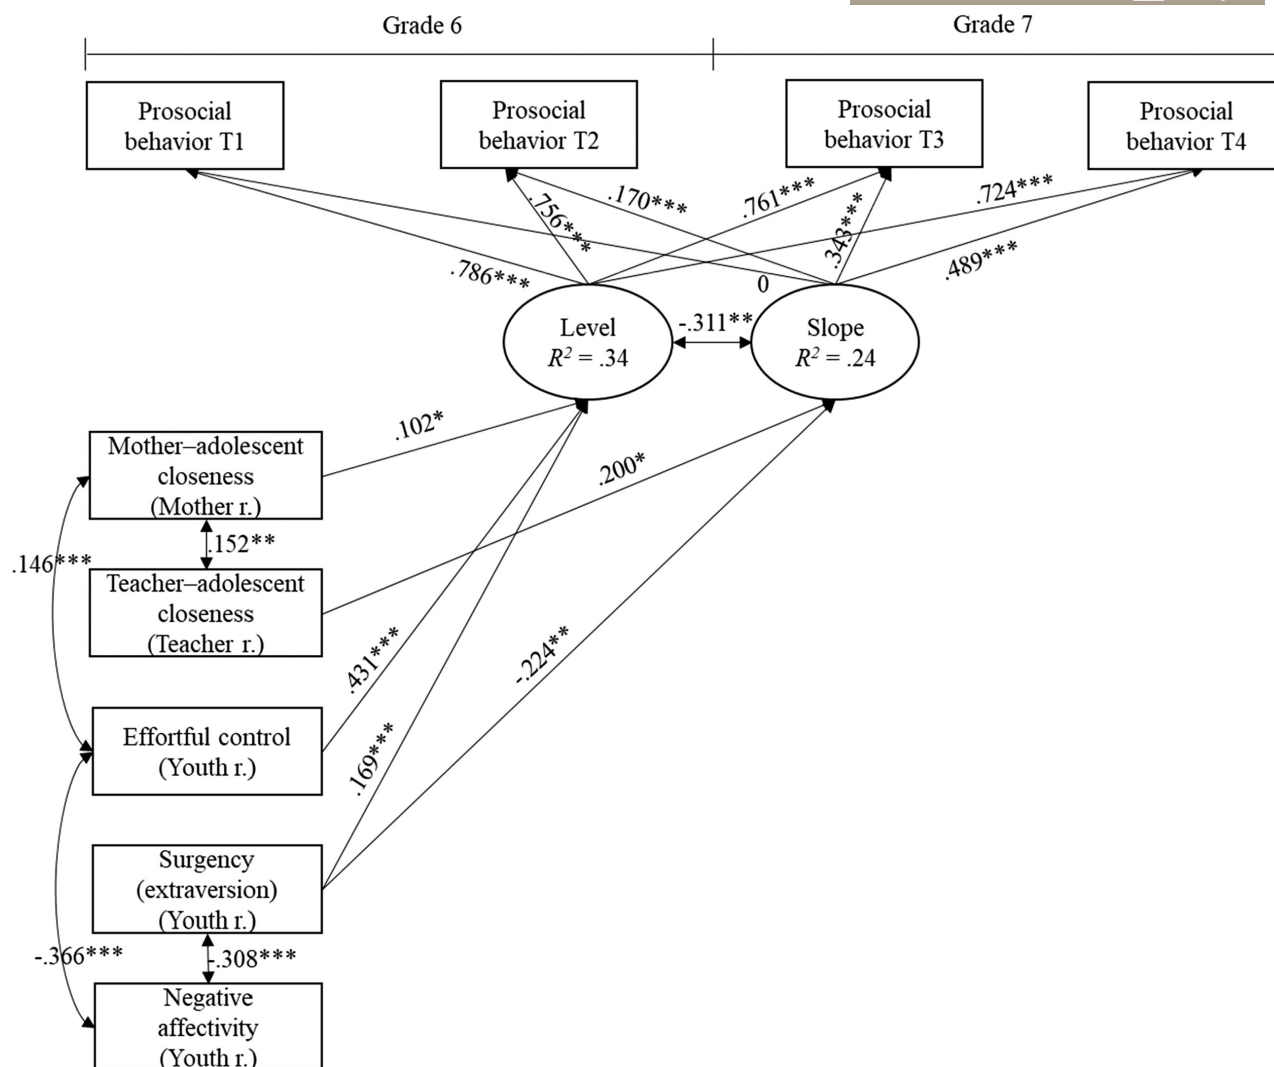 Grade 6
Grade 7
Prosocial
behavior T1
Prosocial
behavior T2
Prosocial
behavior T3
Prosocial
behavior T4
.786***
.756***
.170***
.761***
.343***
.724***
.489***
0
Level
R² = .34
-.311**
Slope
R² = .24
.102*
.200*
Mother–adolescent
closeness
(Mother r.)
.152**
.146***
Teacher–adolescent
closeness
(Teacher r.)
.431***
-.224**
Effortful control
(Youth r.)
.169***
Surgency
(extraversion)
(Youth r.)
-.366***
-.308***
Negative
affectivity
(Youth r.)